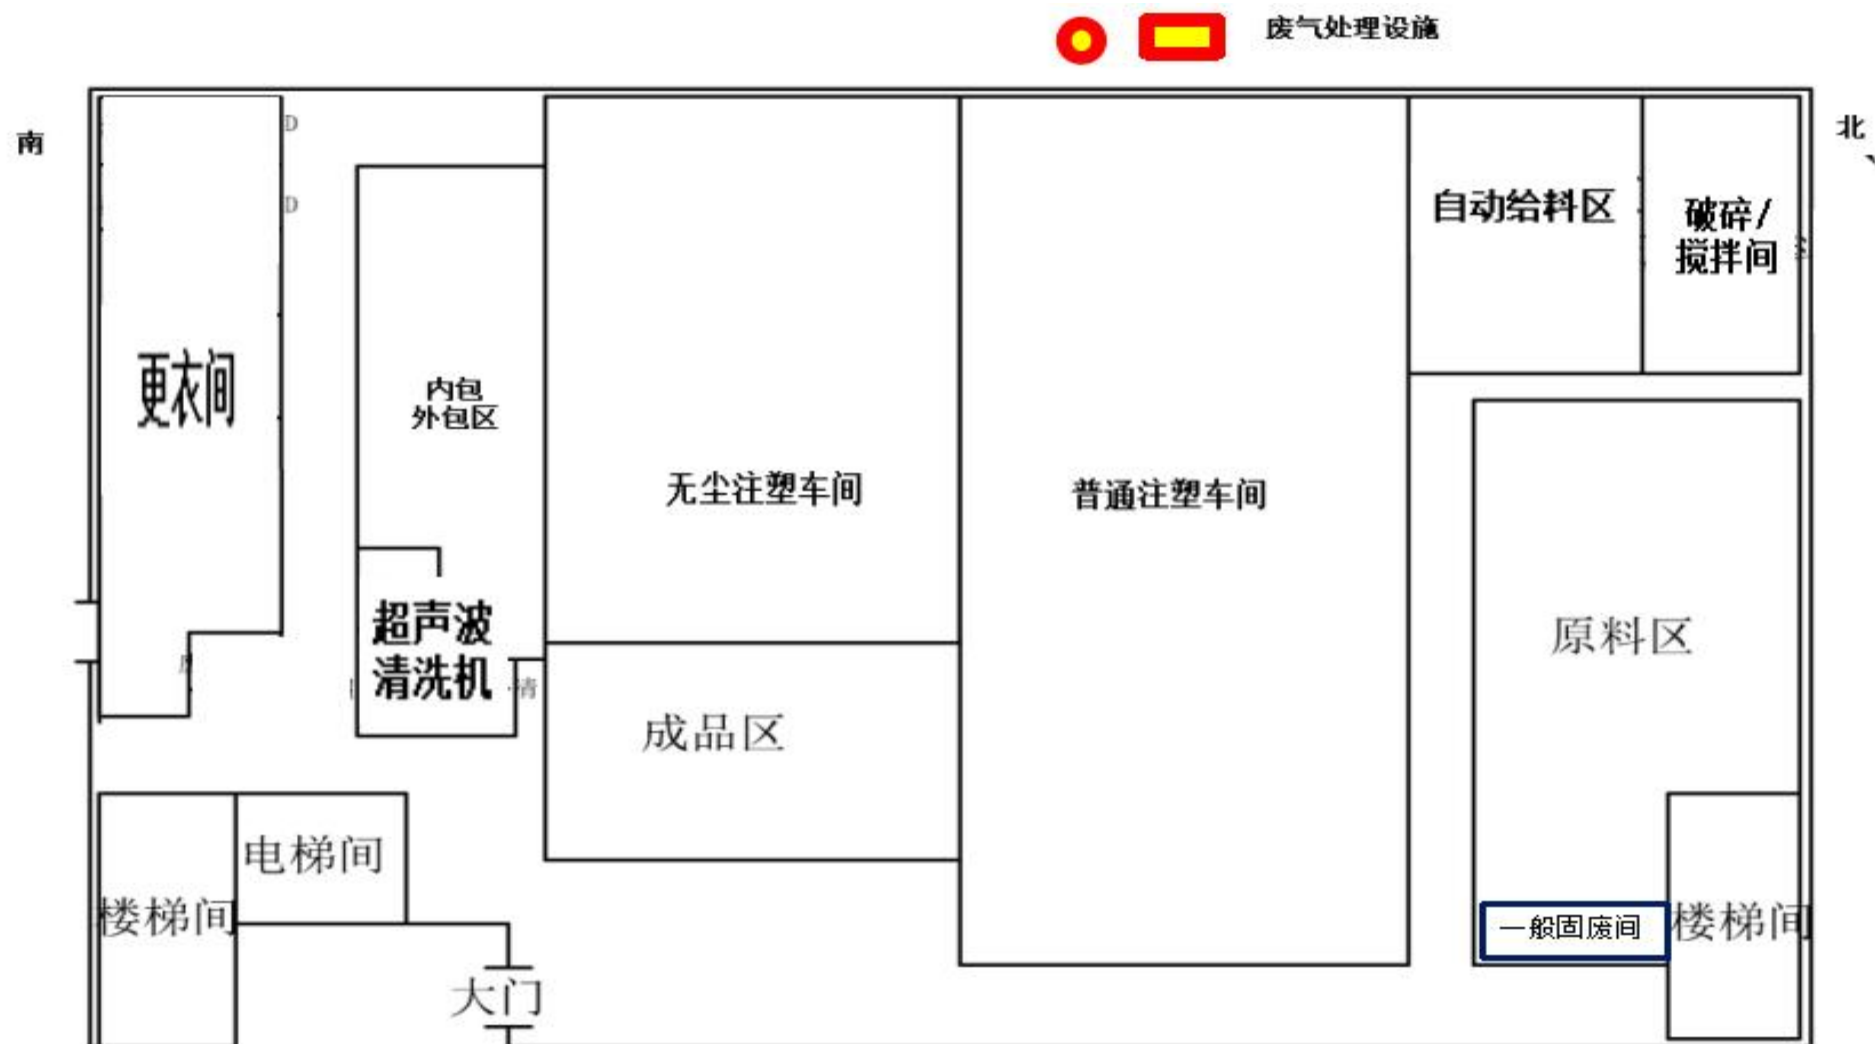 废气处理设施
南
北
D
D
自动给料区
破碎/
搅拌间
更衣间
内包
外包区
无尘注塑车间
普通注塑车间
超声波
清洗机
清
原料区
成品区
电梯间
楼梯间
一般固废间
楼梯间
大门